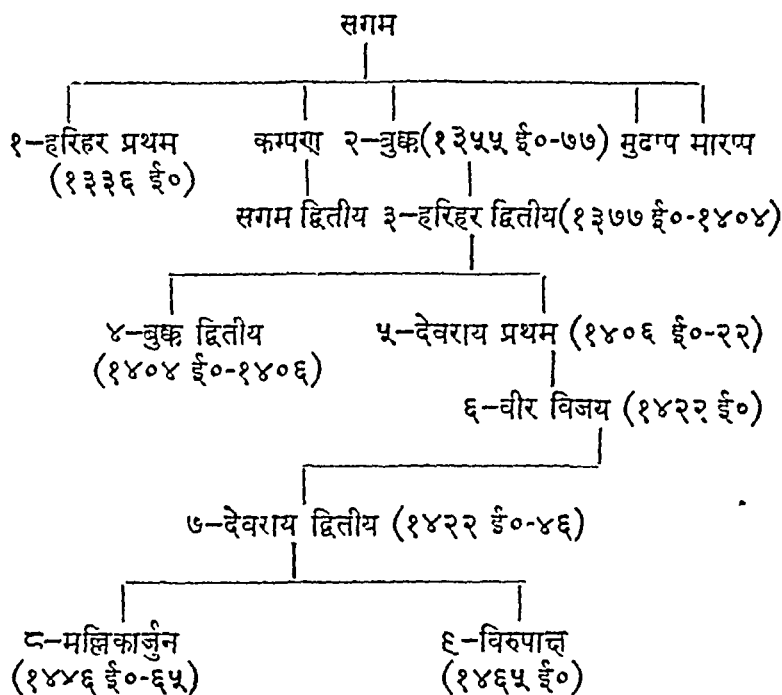 सगम
१-हरिहर प्रथम कम्पण २-बुक्क(१३५५ ई०-७७) मुद्दप्प मारप्प
(१३३६ ई०)
सगम द्वितीय ३-हरिहर द्वितीय(१३७७ ई०-१४०४)
४-बुक्क द्वितीय ५-देवराय प्रथम (१४०६ ई०-२२)
(१४०४ ई०-१४०६)
६-वीर विजय (१४२२ ई०)
७-देवराय द्वितीय (१४२२ ई०-४६)
८-मल्लिकार्जुन ९-विरुपाक्ष
(१४४६ ई०-६५) (१४६५ ई०)